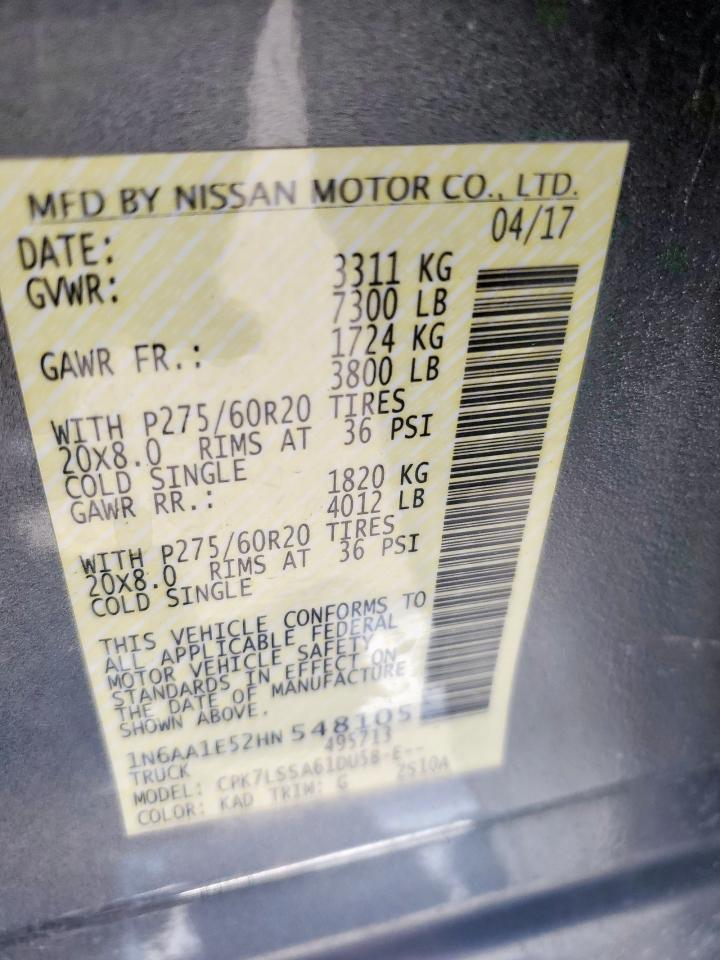 MFD BY NISSAN MOTOR CO., LTD.
DATE: 04/17
GVWR: 3311 KG
7300 LB
GAWR FR.: 1724 KG
3800 LB
WITH P275/60R20 TIRES
20X8.0 RIMS AT 36 PSI
COLD SINGLE
GAWR RR.: 1820 KG
4012 LB
WITH P275/60R20 TIRES
20X8.0 RIMS AT 36 PSI
COLD SINGLE
THIS VEHICLE CONFORMS TO
ALL APPLICABLE FEDERAL
MOTOR VEHICLE SAFETY
STANDARDS IN EFFECT ON
THE DATE OF MANUFACTURE
SHOWN ABOVE.
1N6AA1E52HN 548105
TRUCK 495713
MODEL:
COLOR: KAD TRIM: G 2510A